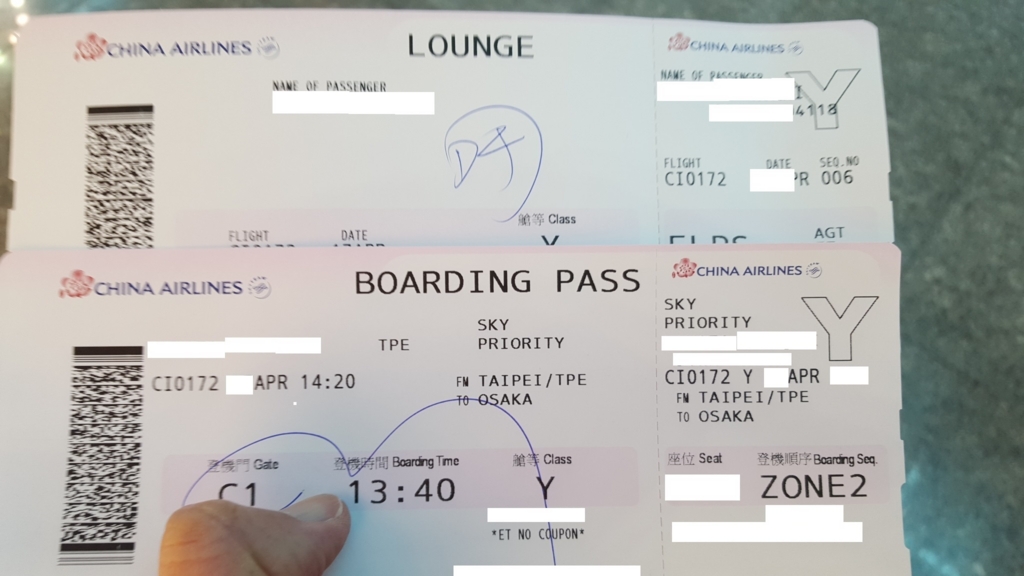 CHINA AIRLINES LOUNGE
NAME OF PASSENGER
D4
艙等 Class
FLIGHT DATE
Y
CHINA AIRLINES
NAME OF PASSENGER
Y
4118
FLIGHT DATE SEQ.NO
CI0172 PR 006
AGT
CHINA AIRLINES BOARDING PASS
SKY
TPE PRIORITY
CI0172 APR 14:20
FM TAIPEI/TPE
TO OSAKA
登機門 Gate 登機時間 Boarding Time 艙等 Class
C1 13:40 Y
*ET NO COUPON*
CHINA AIRLINES
SKY
PRIORITY
Y
CI0172 Y APR
FM TAIPEI/TPE
TO OSAKA
座位 Seat 登機順序 Boarding Seq.
ZONE2